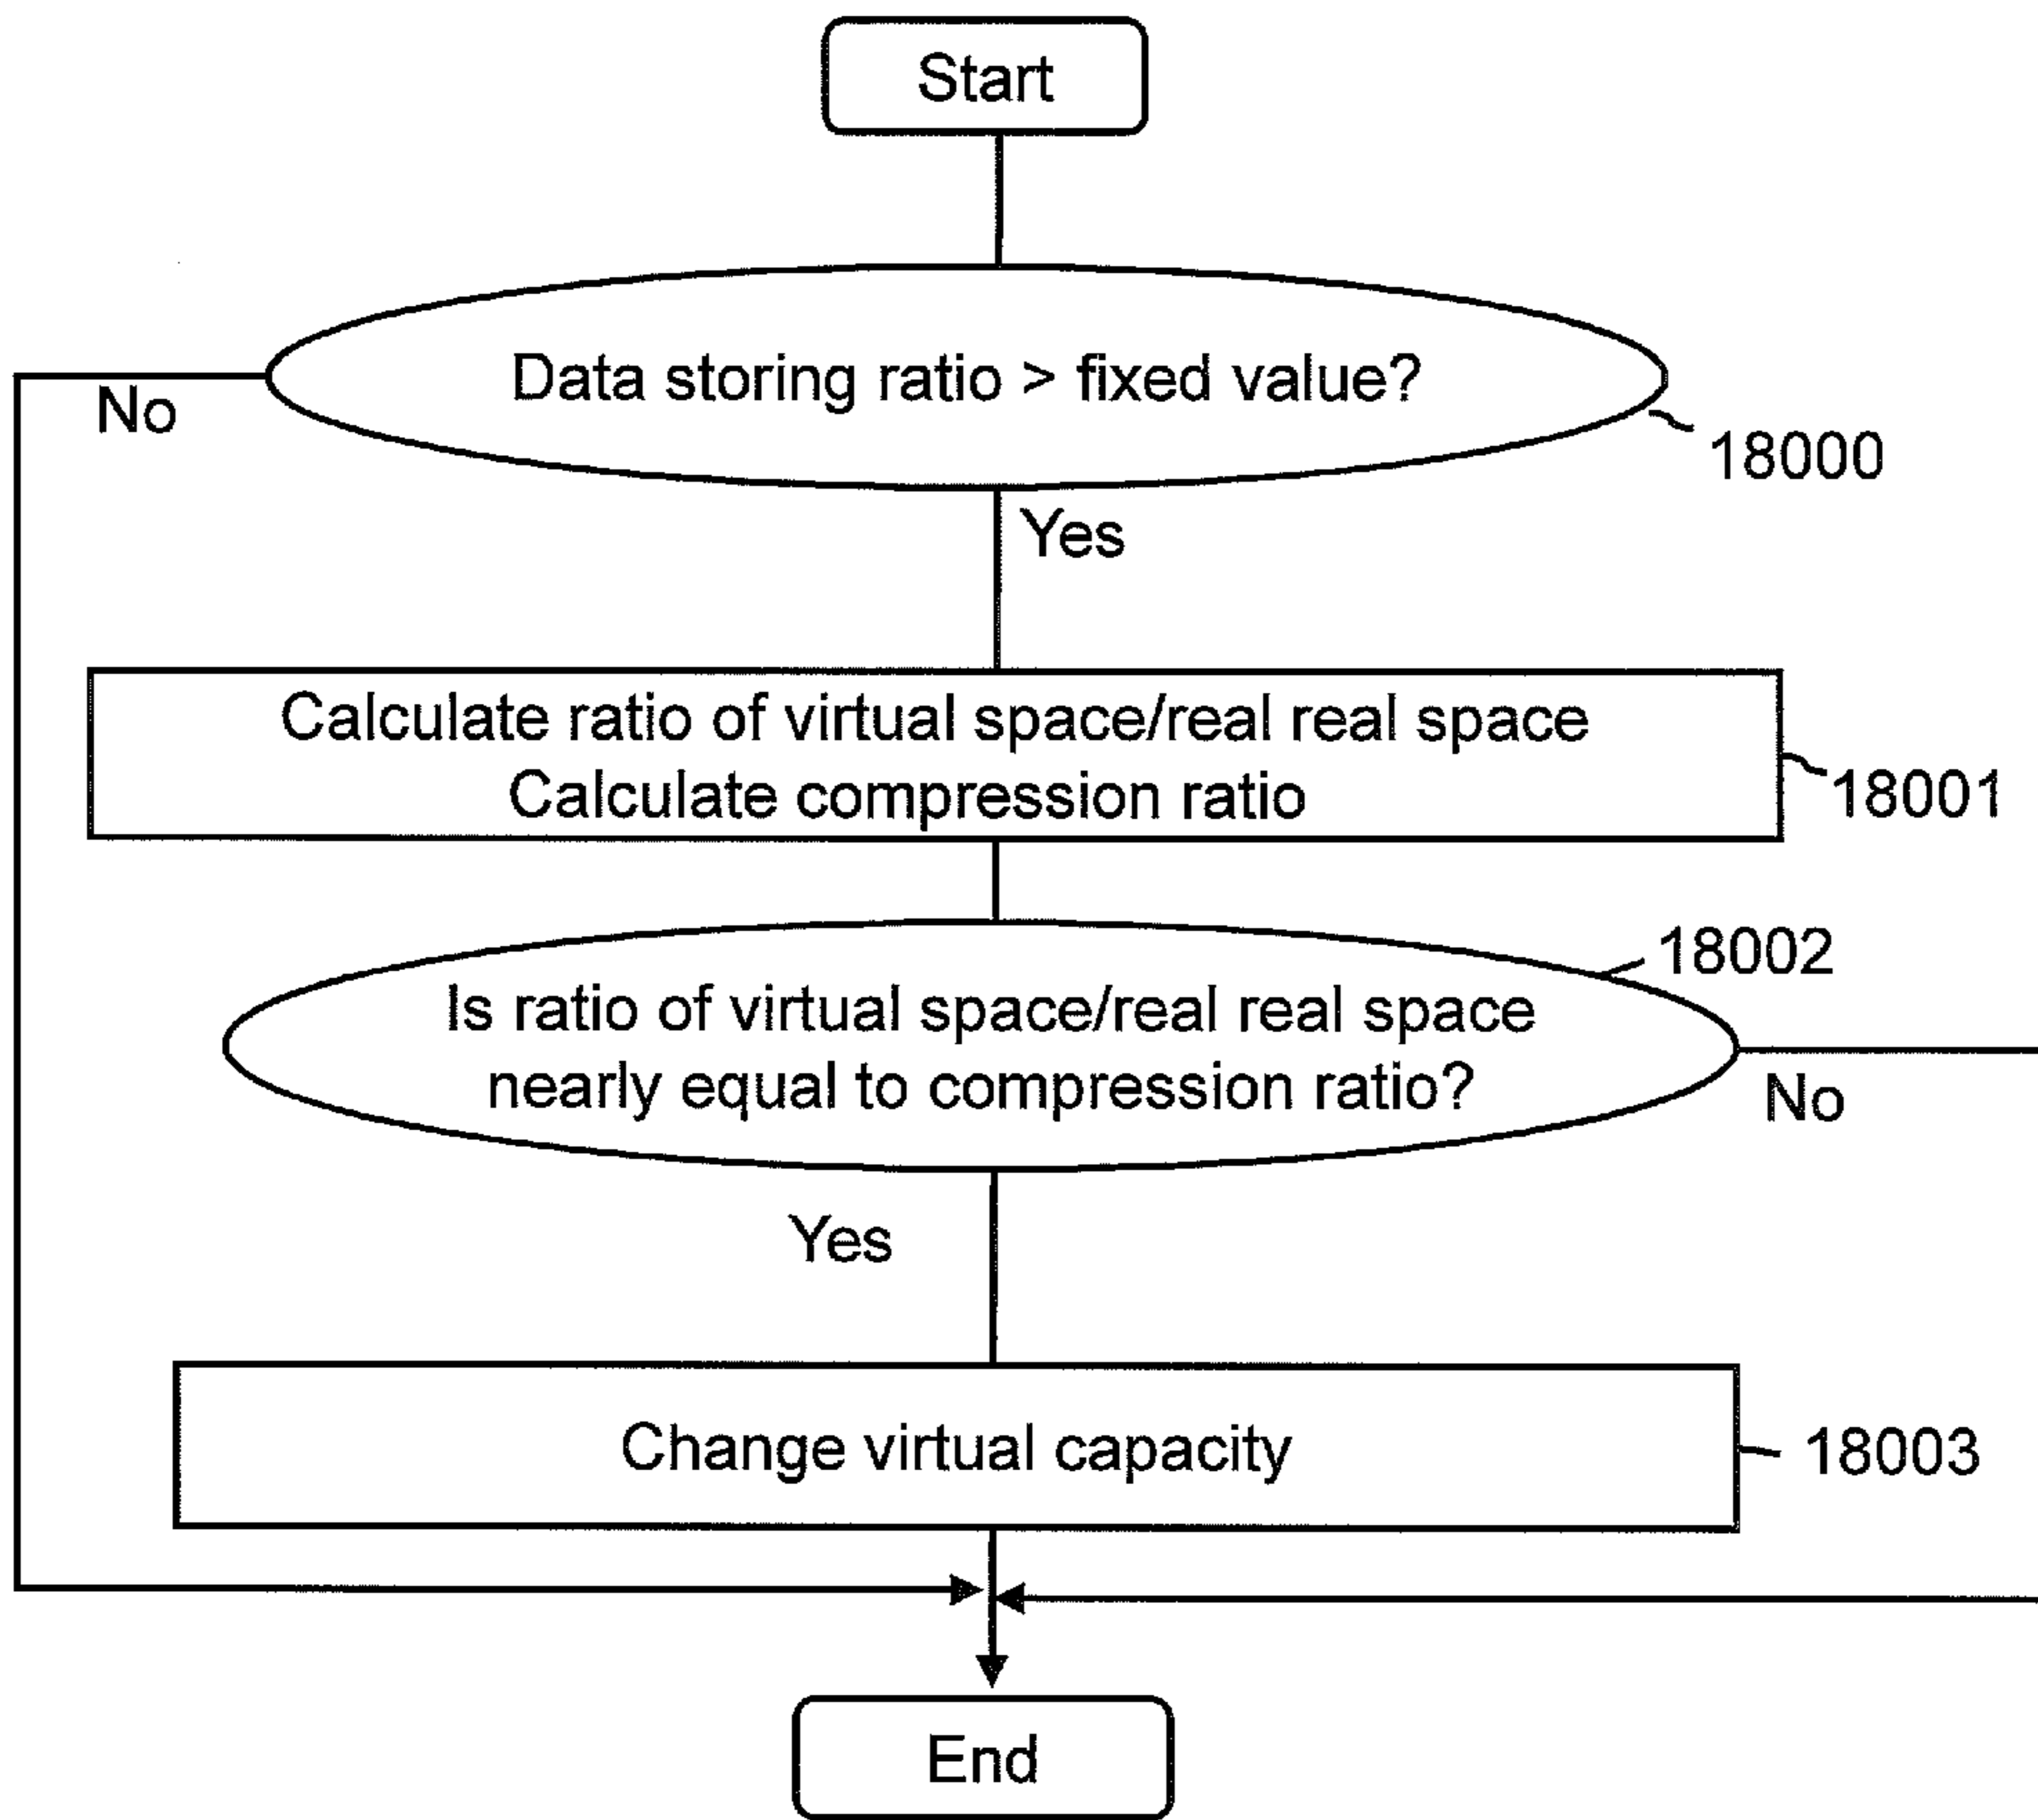 Start
Data storing ratio > fixed value?
No
18000
Yes
Calculate ratio of virtual space/real real space
Calculate compression ratio
18001
18002
Is ratio of virtual space/real real space
nearly equal to compression ratio?
No
Yes
Change virtual capacity
18003
End